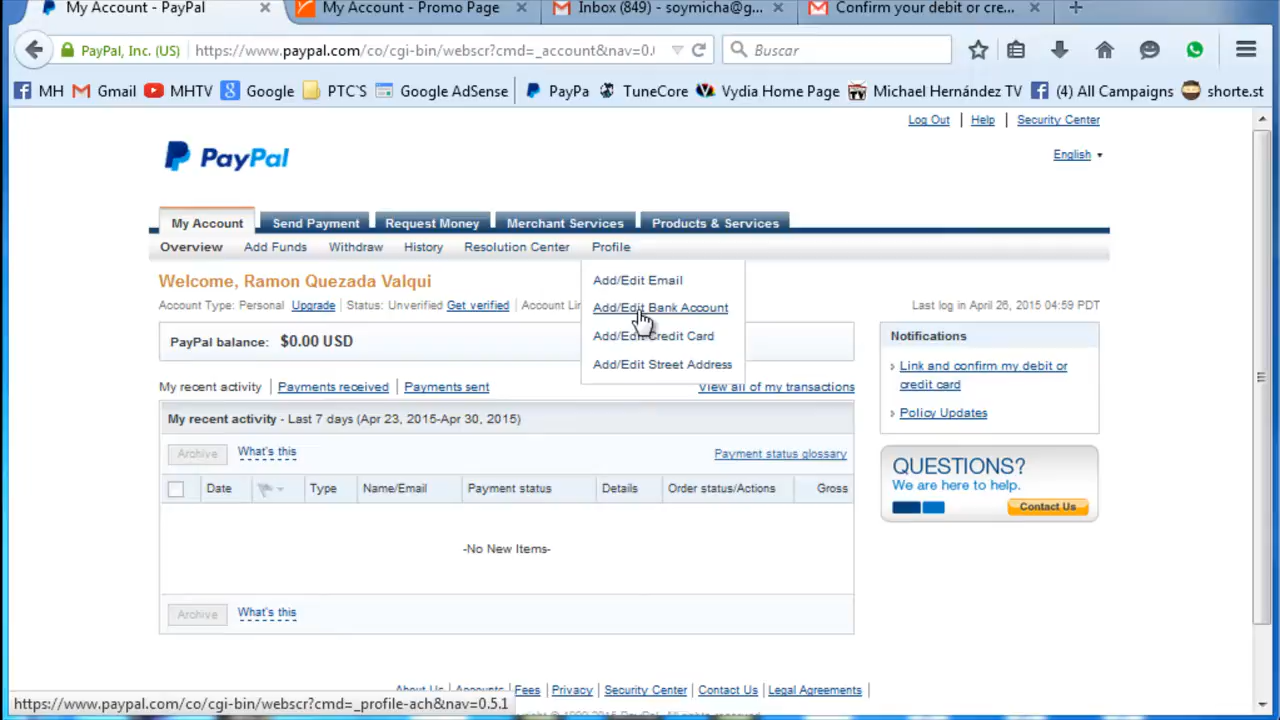 My Account - PayPal
My Account - Promo Page
Inbox (849) - soymicha@g...
Confirm your debit or cre...
PayPal, Inc. (US)
https://www.paypal.com/co/cgi-bin/webscr?cmd=_account&nav=0.
Buscar
MH
Gmail
MHTV
Google
PTC`S
Google AdSense
PayPa
TuneCore
Vydia Home Page
Michael Hernández TV
(4) All Campaigns
shorte.st
Log Out
Help
Security Center
PayPal
English
My Account
Send Payment
Request Money
Merchant Services
Products & Services
Overview
Add Funds
Withdraw
History
Resolution Center
Profile
Add/Edit Email
Add/Edit Bank Account
Add/Edit Credit Card
Add/Edit Street Address
Welcome, Ramon Quezada Valqui
Account Type: Personal Upgrade
Status: Unverified Get verified
Account Li
Last log in April 26, 2015 04:59 PDT
PayPal balance: $0.00 USD
Notifications
Link and confirm my debit or
credit card
Policy Updates
My recent activity
Payments received
Payments sent
View all of my transactions
My recent activity - Last 7 days (Apr 23, 2015-Apr 30, 2015)
Archive
What's this
Payment status glossary
QUESTIONS?
We are here to help.
Contact Us
Date
Type
Name/Email
Payment status
Details
Order status/Actions
Gross
-No New Items-
Archive
What's this
About Us
Accounts
Fees
Privacy
Security Center
Contact Us
Legal Agreements
https://www.paypal.com/co/cgi-bin/webscr?cmd=_profile-ach&nav=0.5.1